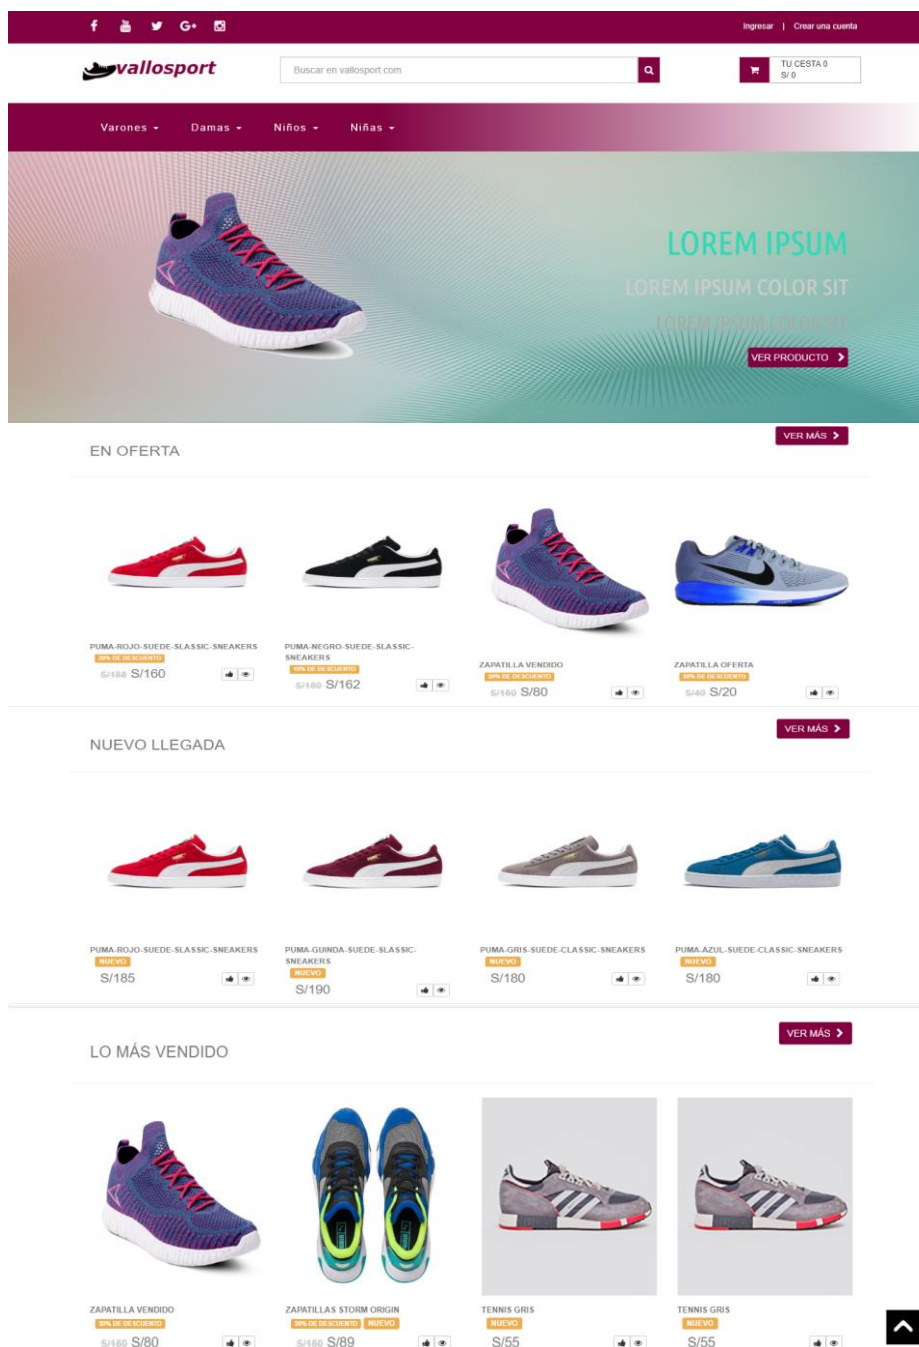 Ingresar | Crear una cuenta
vallosport
Buscar en vallosport.com
TU CESTA 0
S/ 0
Varones
Damas
Niños
Niñas
LOREM IPSUM
LOREM IPSUM COLOR SIT
LOREM IPSUM COLOR SIT
VER PRODUCTO
EN OFERTA
VER MÁS
PUMA-ROJO-SUEDE-SLASSIC-SNEAKERS
DE DESCUENTO
S/160
PUMA-NEGRO-SUEDE-SLASSIC-
SNEAKERS
10% DE DESCUENTO
S/180 S/162
ZAPATILLA VENDIDO
DE DESCUENTO
S/160 S/80
ZAPATILLA OFERTA
DE DESCUENTO
S/40 S/20
NUEVO LLEGADA
VER MÁS
PUMA-ROJO-SUEDE-SLASSIC-SNEAKERS
NUEVO
S/185
PUMA-GUINDA-SUEDE-SLASSIC-
SNEAKERS
NUEVO
S/190
PUMA-GRIS-SUEDE-CLASSIC-SNEAKERS
NUEVO
S/180
PUMA-AZUL-SUEDE-CLASSIC-SNEAKERS
NUEVO
S/180
LO MÁS VENDIDO
VER MÁS
ZAPATILLA VENDIDO
DE DESCUENTO
S/160 S/80
ZAPATILLAS STORM ORIGIN
DE DESCUENTO NUEVO
S/89
TENNIS GRIS
NUEVO
S/55
TENNIS GRIS
NUEVO
S/55